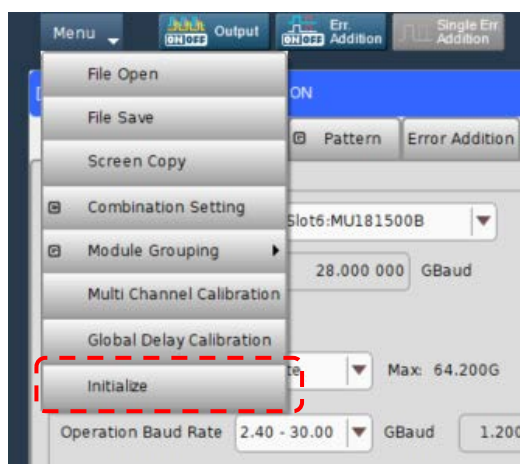 Menu
ON/OFF Output
ON/OFF Err. Addition
Single Err. Addition
File Open
ON
File Save
Pattern
Error Addition
Screen Copy
Combination Setting
Slot6:MU181500B
Module Grouping
28.000 000 GBaud
Multi Channel Calibration
Global Delay Calibration
te
Max: 64.200G
Initialize
Operation Baud Rate 2.40 - 30.00 GBaud 1.200